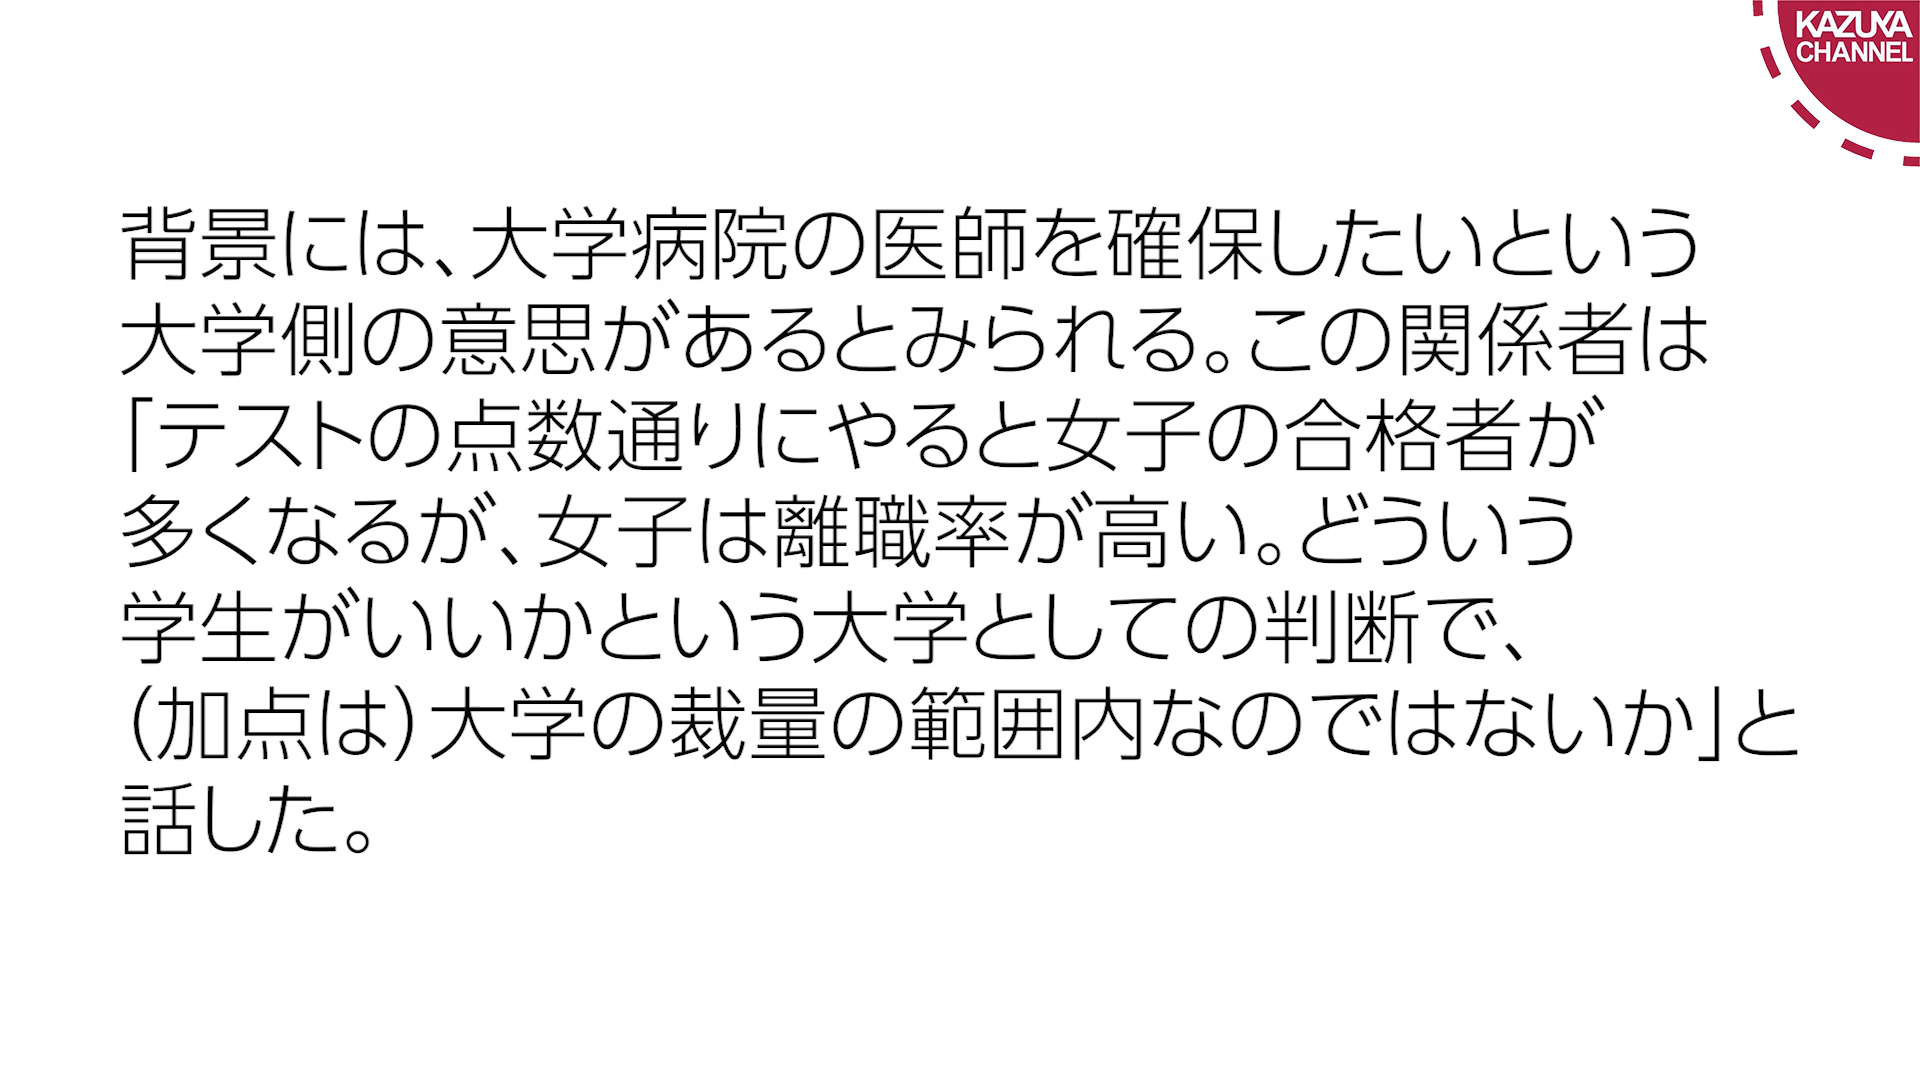 KAZUYA
CHANNEL
背景には、大学病院の医師を確保したいという
大学側の意思があるとみられる。この関係者は
「テストの点数通りにやると女子の合格者が
多くなるが、女子は離職率が高い。どういう
学生がいいかという大学としての判断で、
（加点は）大学の裁量の範囲内なのではないか」と
話した。